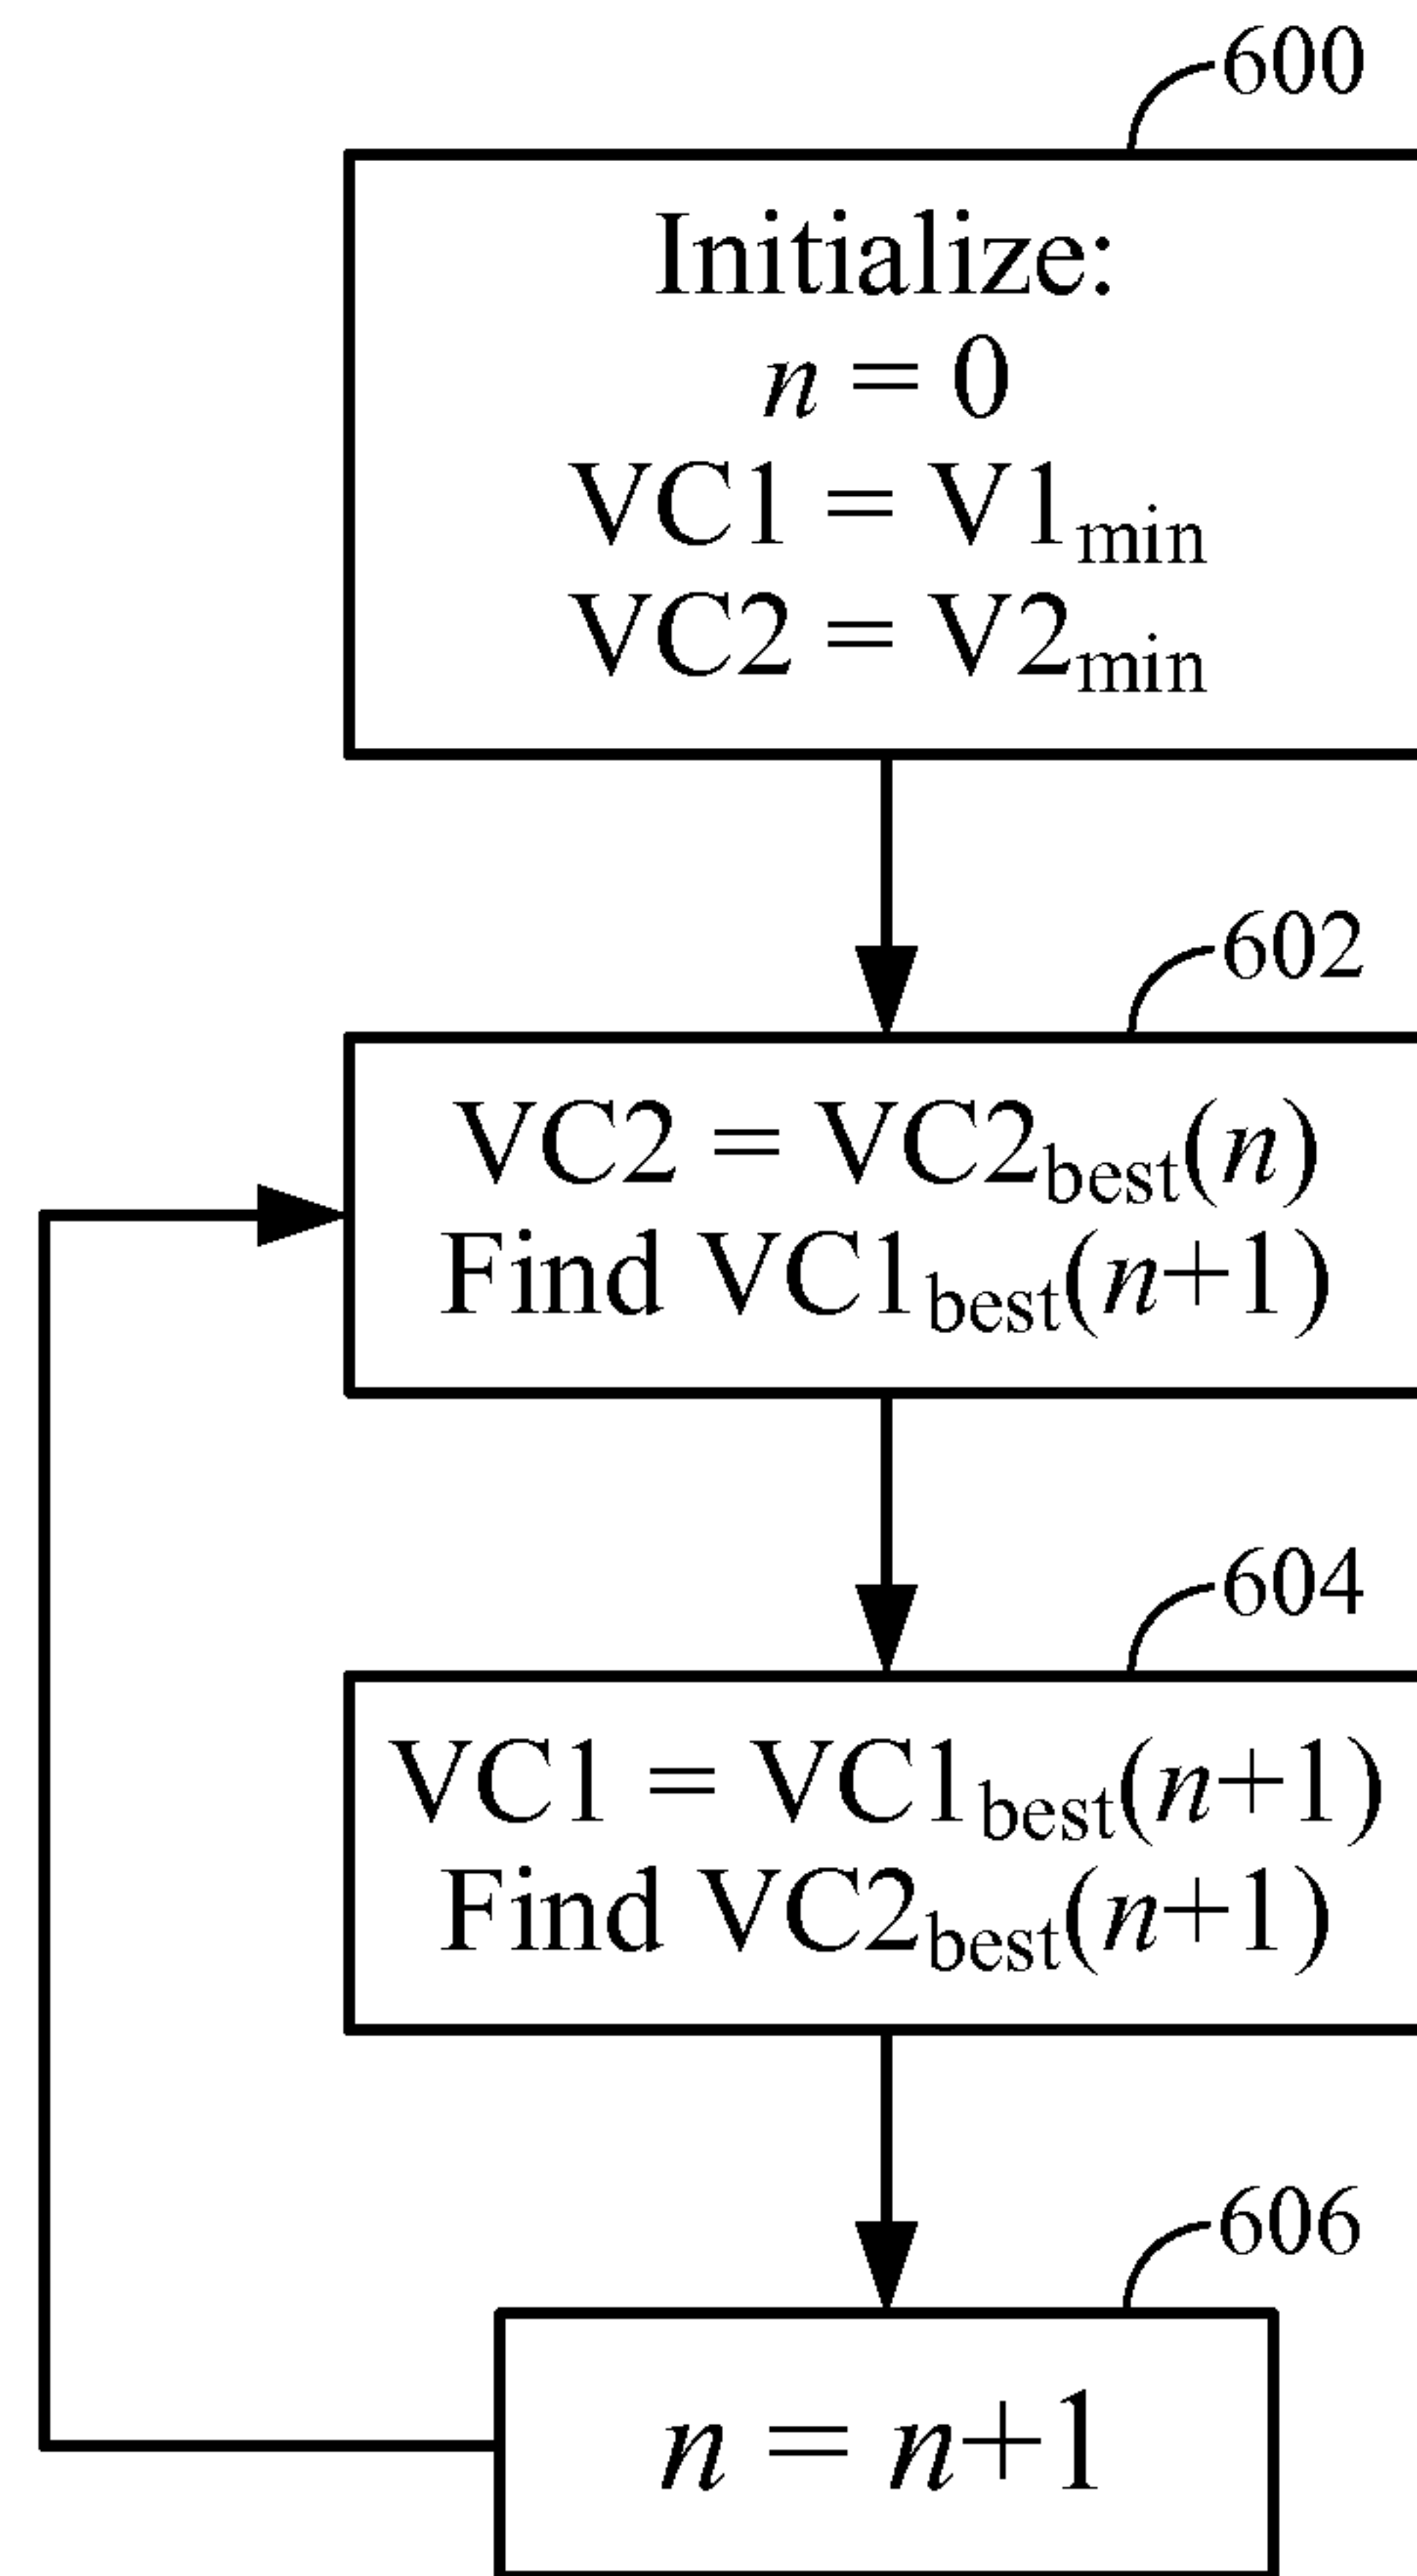 600
Initialize:
n = 0
VC1 = V1min
VC2 = V2min
602
VC2 = VC2best(n)
Find VC1best(n+1)
604
VC1 = VC1best(n+1)
Find VC2best(n+1)
606
n = n+1